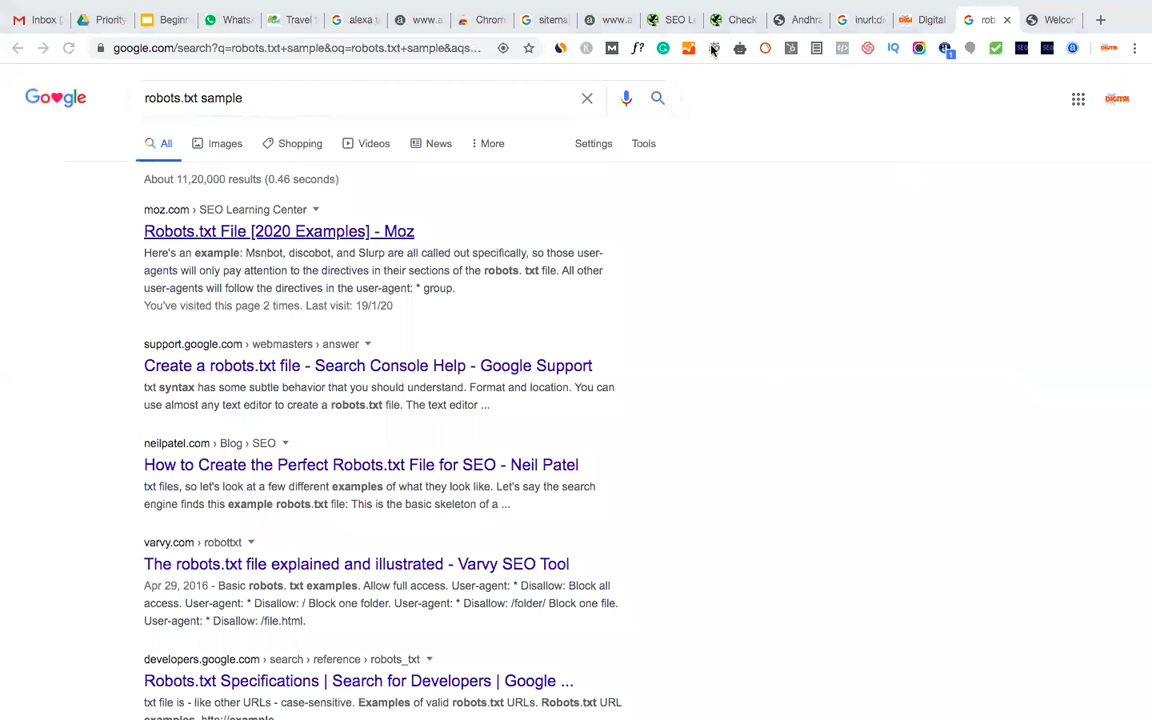 Inbox (
Priority
Beginn
Whats
Travel
alexa t
www.
Chrom
sitema
www.a
SEO L
Check
Andhra
inurl:d
Digital
rob
Welcor
google.com/search?q=robots.txt+sample&oq=robots.txt+sample&aqs...
Google
robots.txt sample
All
Images
Shopping
Videos
News
More
Settings
Tools
About 11,20,000 results (0.46 seconds)
moz.com › SEO Learning Center
Robots.txt File [2020 Examples] - Moz
Here's an example: Msnbot, discobot, and Slurp are all called out specifically, so those user-
agents will only pay attention to the directives in their sections of the robots. txt file. All other
user-agents will follow the directives in the user-agent: * group.
You've visited this page 2 times. Last visit: 19/1/20
support.google.com › webmasters › answer
Create a robots.txt file - Search Console Help - Google Support
txt syntax has some subtle behavior that you should understand. Format and location. You can
use almost any text editor to create a robots.txt file. The text editor ...
neilpatel.com › Blog › SEO
How to Create the Perfect Robots.txt File for SEO - Neil Patel
txt files, so let's look at a few different examples of what they look like. Let's say the search
engine finds this example robots.txt file: This is the basic skeleton of a ...
varvy.com › robottxt
The robots.txt file explained and illustrated - Varvy SEO Tool
Apr 29, 2016 - Basic robots. txt examples. Allow full access. User-agent: * Disallow: Block all
access. User-agent: * Disallow: / Block one folder. User-agent: * Disallow: /folder/ Block one file.
User-agent: * Disallow: /file.html.
developers.google.com › search › reference › robots_txt
Robots.txt Specifications | Search for Developers | Google ...
txt file is - like other URLs - case-sensitive. Examples of valid robots.txt URLs. Robots.txt URL
examples. http://example